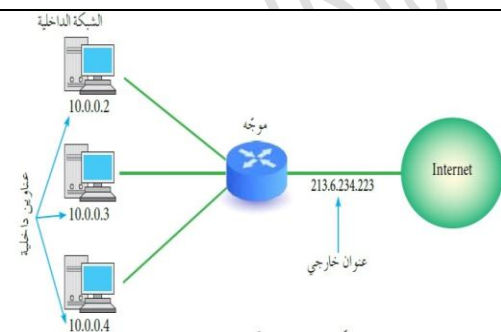 الشبكة الداخلية
10.0.0.2
موجّه
Internet
213.6.234.223
10.0.0.3
عناوين داخلية
عنوان خارجي
10.0.0.4